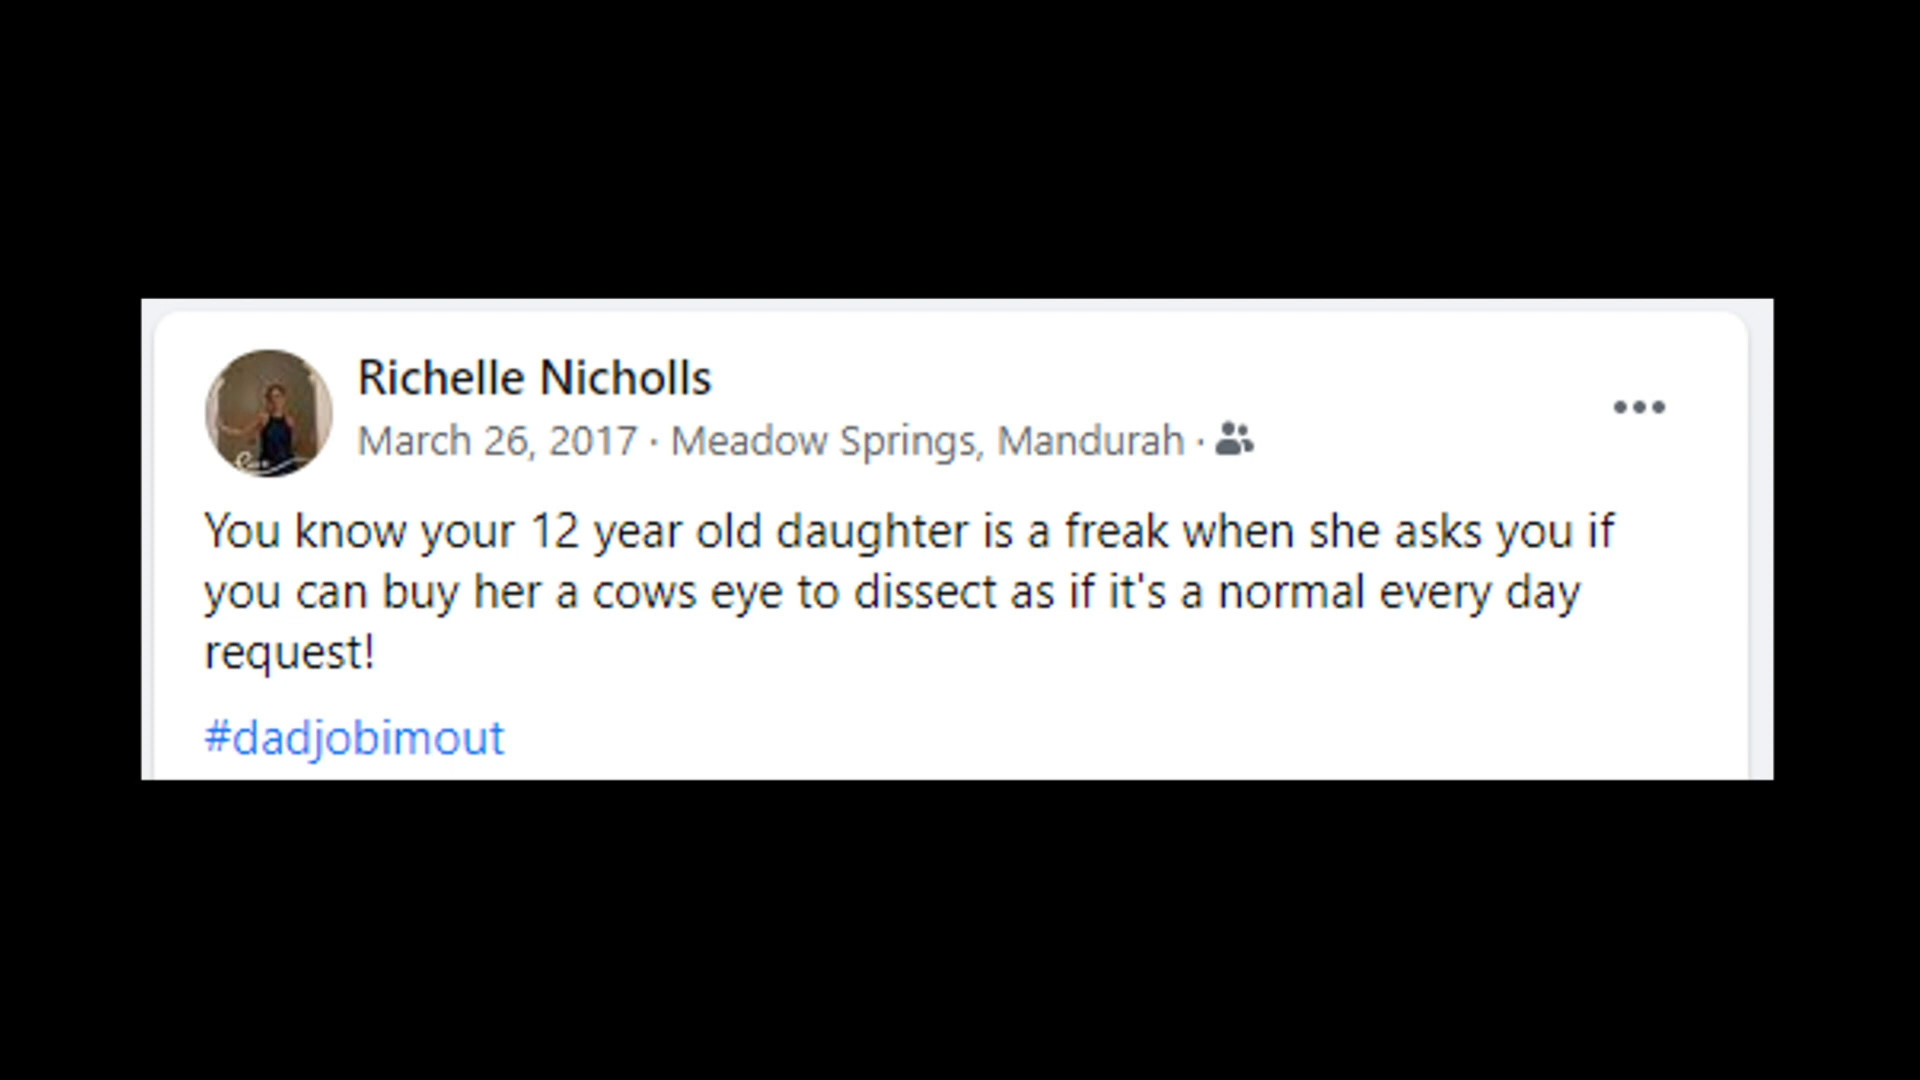 Richelle Nicholls
March 26, 2017 · Meadow Springs, Mandurah ·
You know your 12 year old daughter is a freak when she asks you if
you can buy her a cows eye to dissect as if it's a normal every day
request!
#dadjobimout